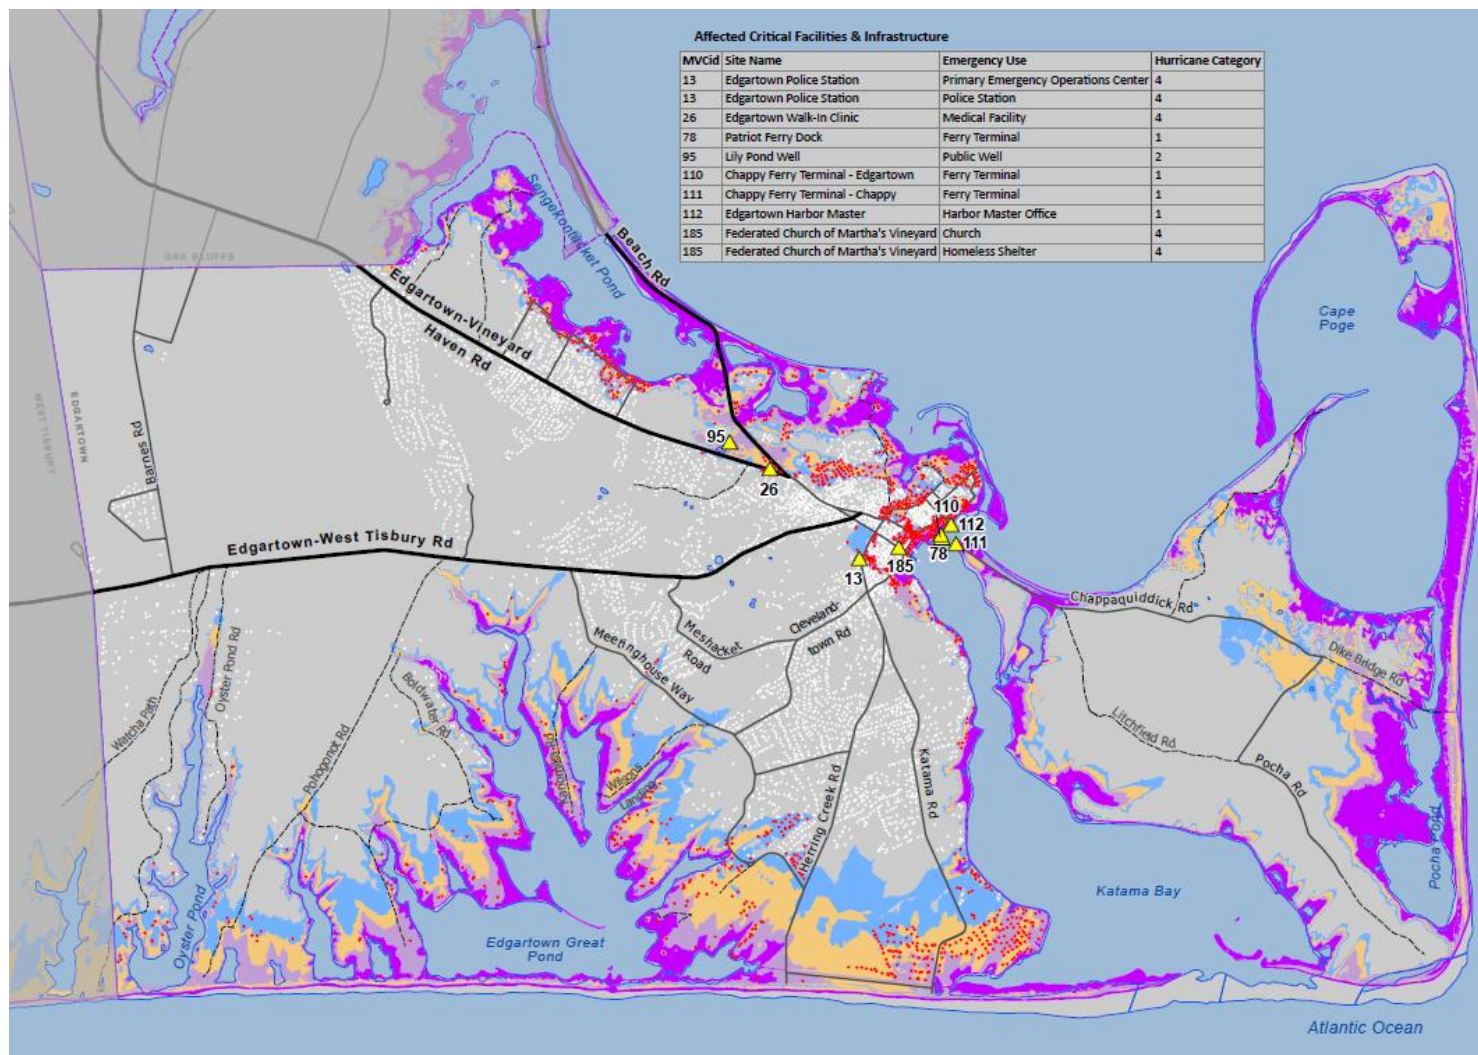 Affected Critical Facilities & Infrastructure
MVCid Site Name Emergency Use Hurricane Category
13 Edgartown Police Station Primary Emergency Operations Center 4
13 Edgartown Police Station Police Station 4
26 Edgartown Walk-In Clinic Medical Facility 4
78 Patriot Ferry Dock Ferry Terminal 1
95 Lily Pond Well Public Well 2
110 Chappy Ferry Terminal - Edgartown Ferry Terminal 1
111 Chappy Ferry Terminal - Chappy Ferry Terminal 1
112 Edgartown Harbor Master Harbor Master Office 1
185 Federated Church of Martha's Vineyard Church 4
185 Federated Church of Martha's Vineyard Homeless Shelter 4
Sengekontacket Pond
Beach Rd
OAK BLUFFS
Edgartown-Vineyard
Haven Rd
Cape
Poge
WEST TISBURY
EDGARTOWN
Barnes Rd
95
26
110
112
111
78
185
13
Edgartown-West Tisbury Rd
Chappaquiddick Rd
Cleveland-
town Rd
Meshacket
Road
Meetinghouse Way
Dike Bridge Rd
Oyster Pond Rd
Watcha Path
Boldwater Rd
Pohogonot Rd
Litchfield Rd
Pocha Rd
Kanomika Rd
Wilsons
Landing
Herring Creek Rd
Katama Rd
Pocha Pond
Katama Bay
Oyster Pond
Edgartown Great
Pond
Atlantic Ocean